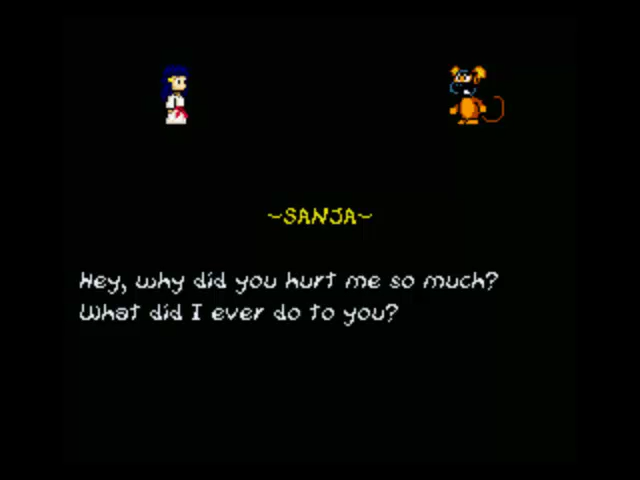 ~SANJA~
Hey, why did you hurt me so much?
What did I ever do to you?